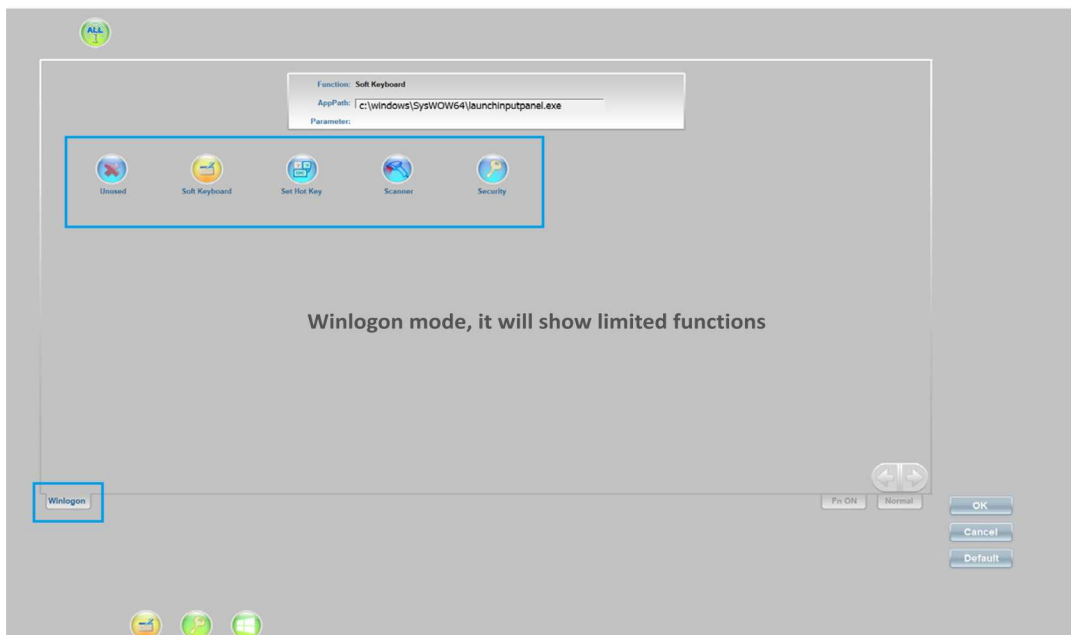 ALL
1
Function: Soft Keyboard
AppPath: c:\windows\SysWOW64\launchinputpanel.exe
Parameter:
Unused Soft Keyboard Set Hot Key Scanner Security
Winlogon mode, it will show limited functions
Winlogon Fn ON Normal
OK
Cancel
Default